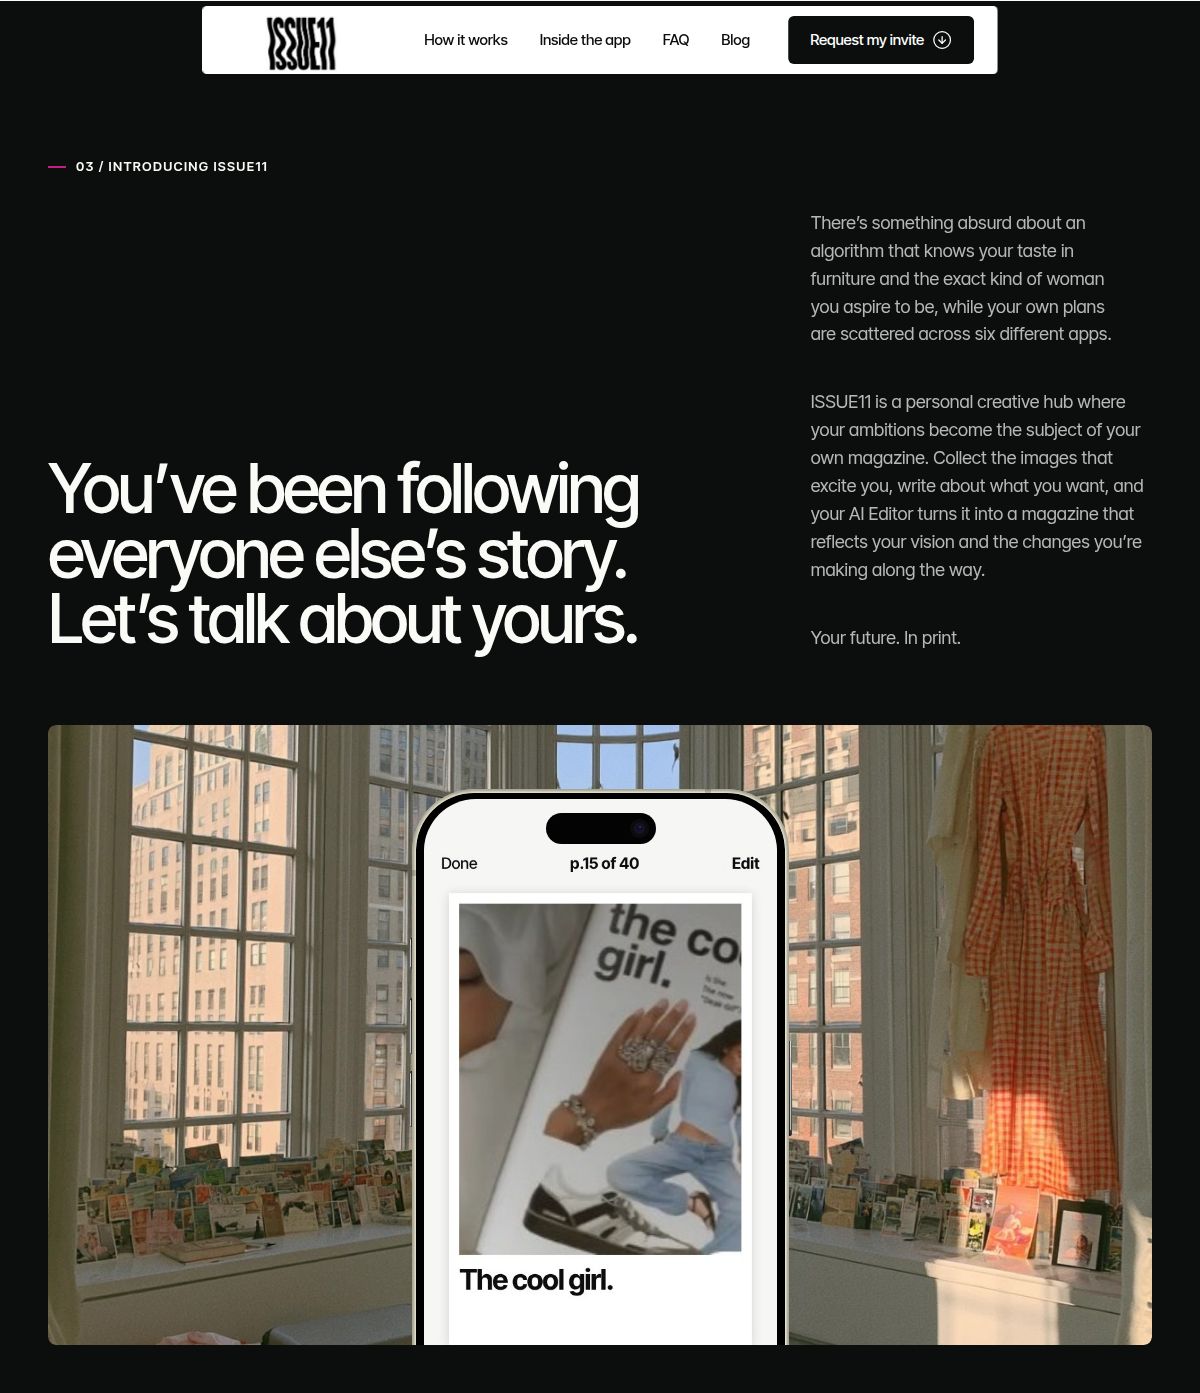 ISSUE11
How it works
Inside the app
FAQ
Blog
Request my invite
03 / INTRODUCING ISSUE11
You’ve been following
everyone else’s story.
Let’s talk about yours.
There’s something absurd about an
algorithm that knows your taste in
furniture and the exact kind of woman
you aspire to be, while your own plans
are scattered across six different apps.
ISSUE11 is a personal creative hub where
your ambitions become the subject of your
own magazine. Collect the images that
excite you, write about what you want, and
your AI Editor turns it into a magazine that
reflects your vision and the changes you’re
making along the way.
Your future. In print.
Done
p.15 of 40
Edit
the co
girl.
is the
"Desk Girl"
The cool girl.